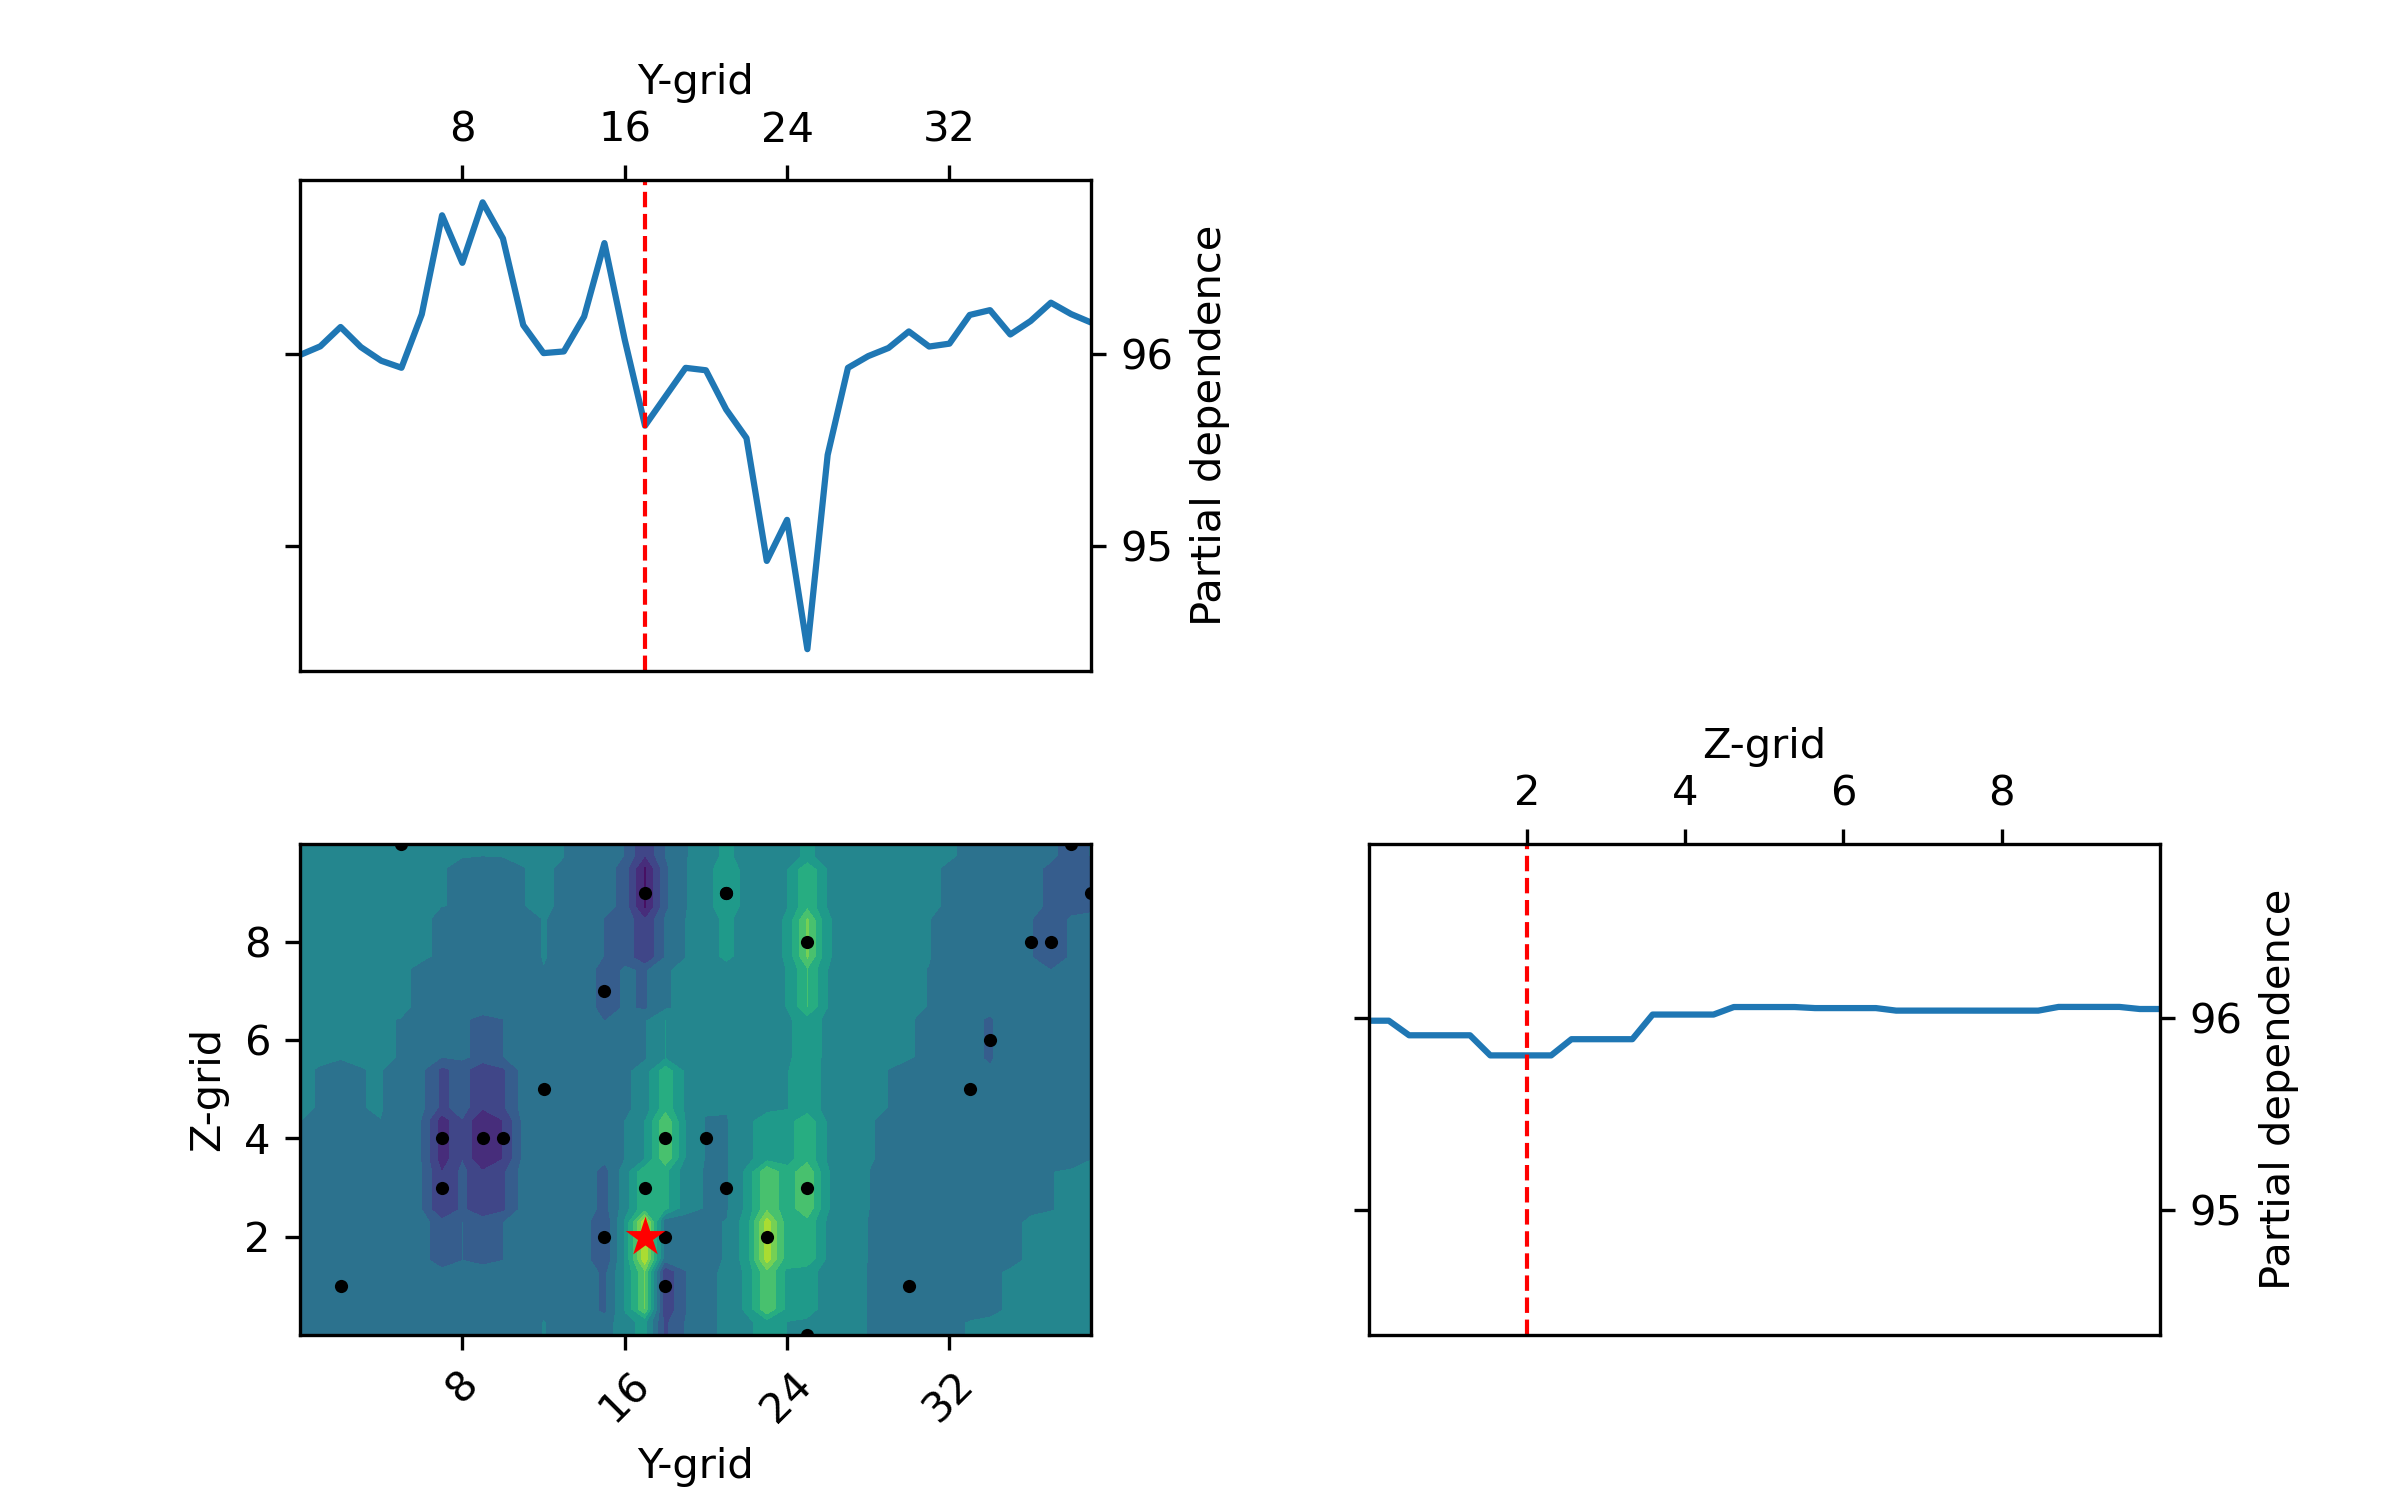 Y-grid
8 16 24 32
96
95
Partial dependence
Z-grid
2 4 6 8
8
6
4
2
Z-grid
96
95
Partial dependence
8 16 24 32
Y-grid